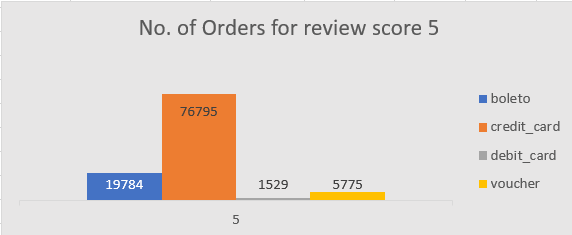 No. of Orders for review score 5
76795
19784
1529
5775
5
boleto
credit_card
debit_card
voucher